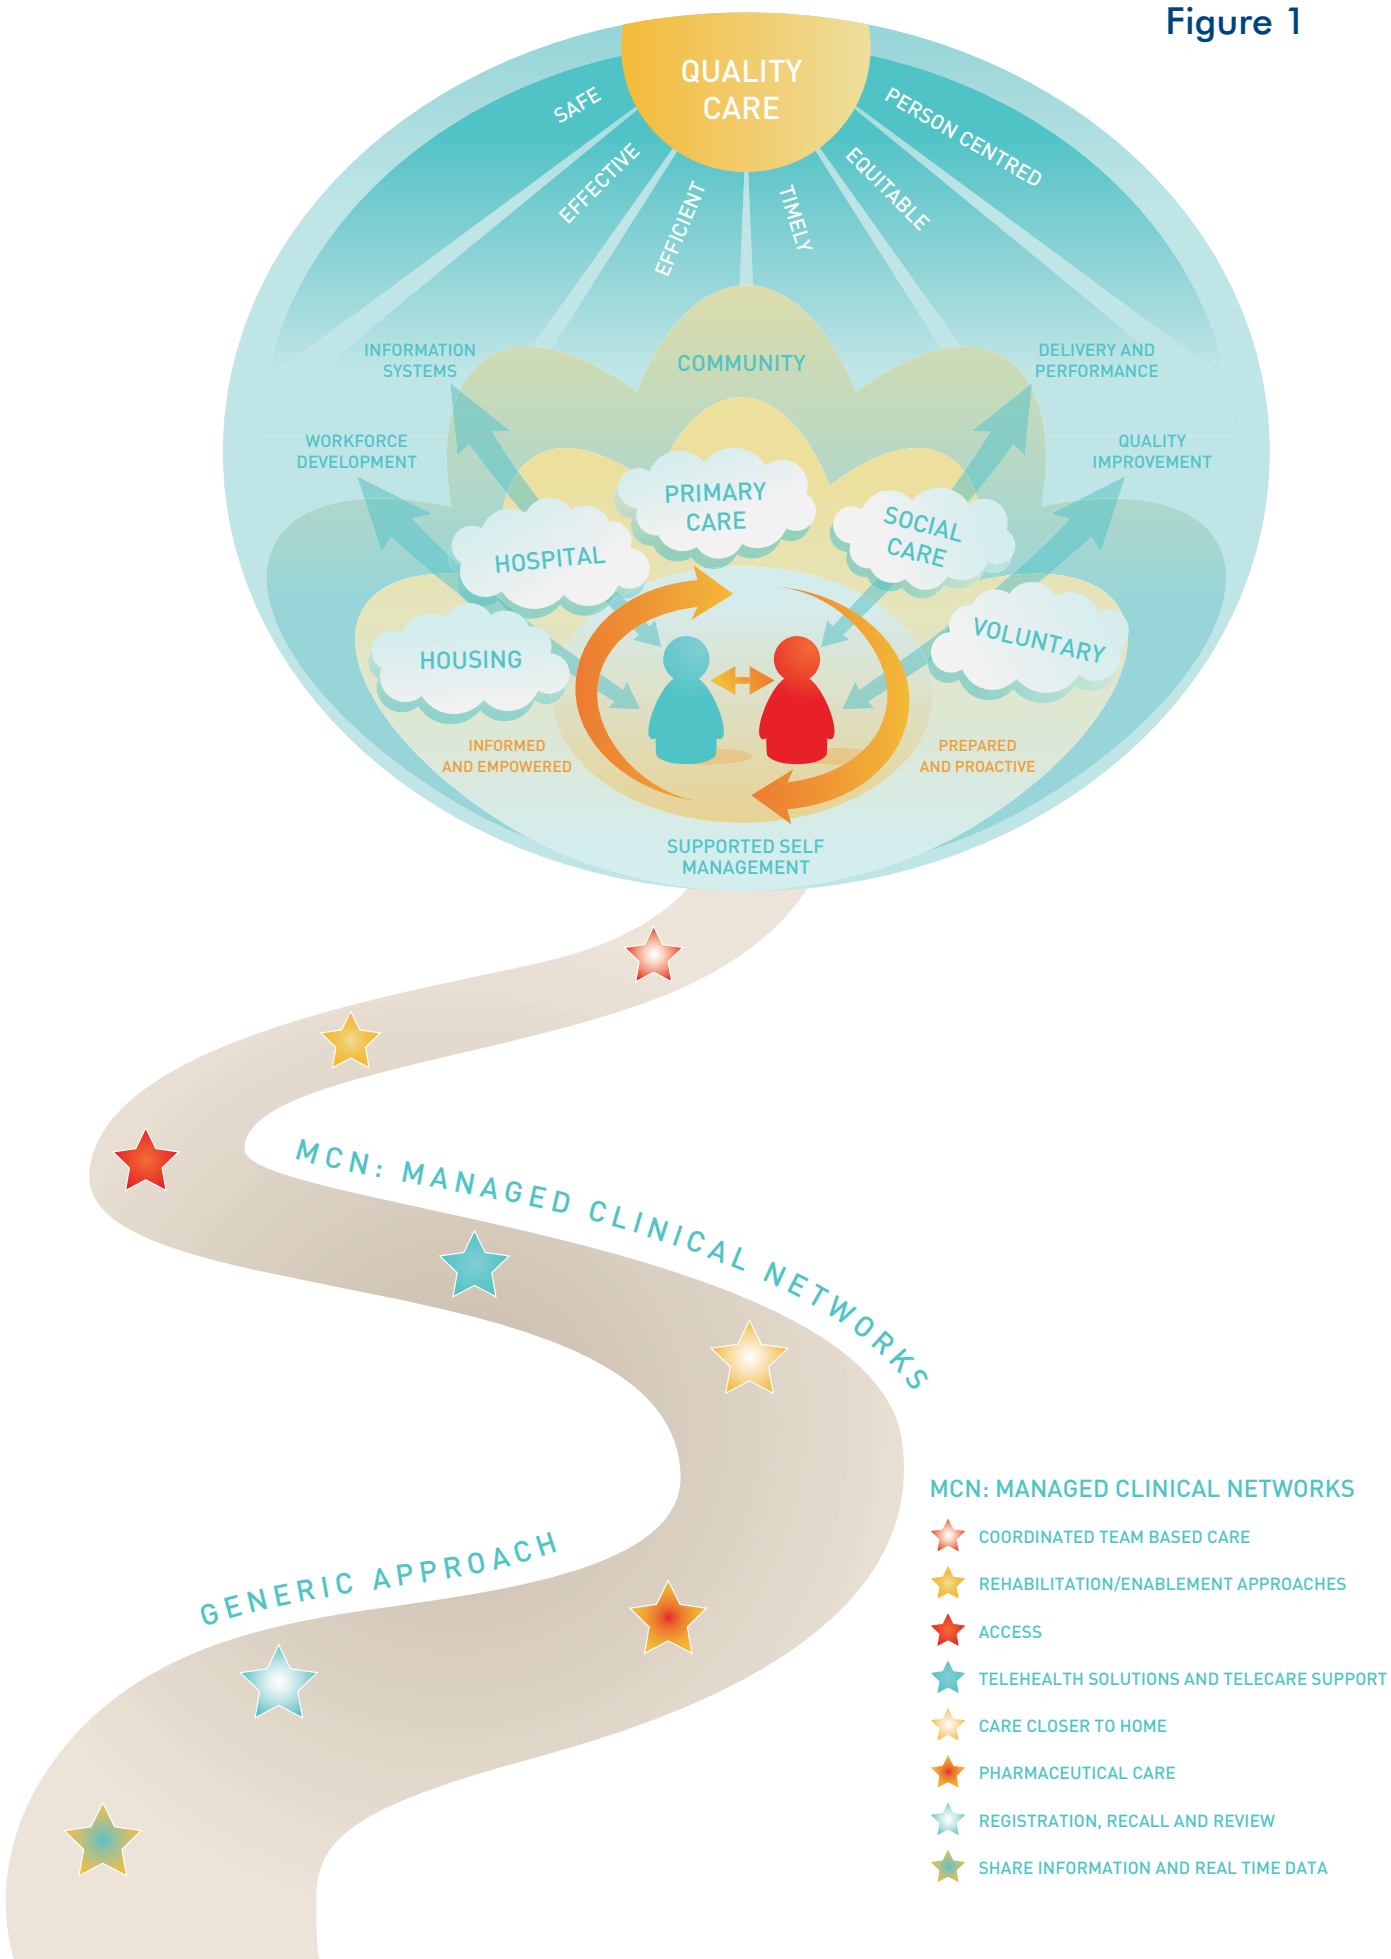 Figure 1
QUALITY
CARE
SAFE
EFFECTIVE
EFFICIENT
TIMELY
EQUITABLE
PERSON CENTRED
INFORMATION
SYSTEMS
COMMUNITY
DELIVERY AND
PERFORMANCE
WORKFORCE
DEVELOPMENT
QUALITY
IMPROVEMENT
PRIMARY
CARE
HOSPITAL
SOCIAL
CARE
HOUSING
VOLUNTARY
INFORMED
AND EMPOWERED
PREPARED
AND PROACTIVE
SUPPORTED SELF
MANAGEMENT
MCN: MANAGED CLINICAL NETWORKS
GENERIC APPROACH
MCN: MANAGED CLINICAL NETWORKS
COORDINATED TEAM BASED CARE
REHABILITATION/ENABLEMENT APPROACHES
ACCESS
TELEHEALTH SOLUTIONS AND TELECARE SUPPORT
CARE CLOSER TO HOME
PHARMACEUTICAL CARE
REGISTRATION, RECALL AND REVIEW
SHARE INFORMATION AND REAL TIME DATA